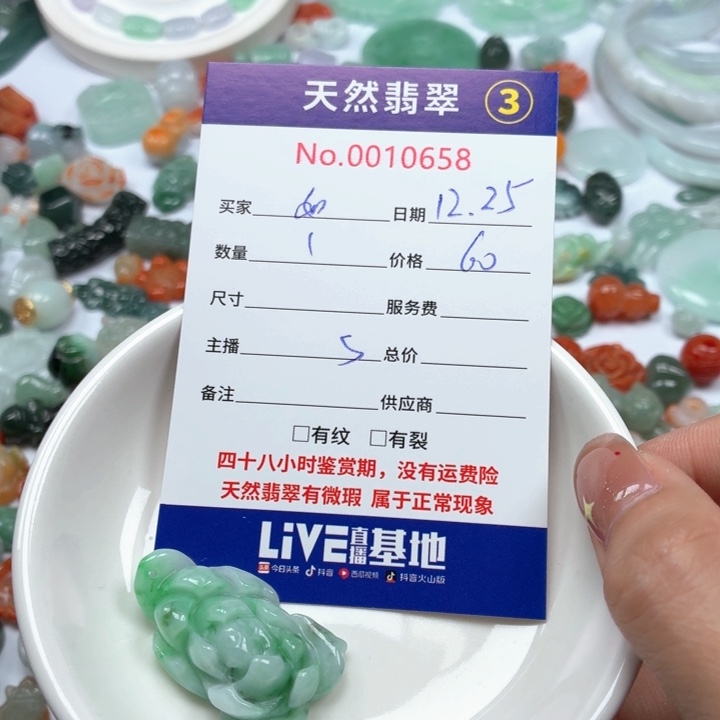 天然翡翠 3
No.0010658
买家 日期 12.25
数量 1 价格 60
尺寸 服务费
主播 5 总价
备注 供应商
□有纹 □有裂
四十八小时鉴赏期，没有运费险
天然翡翠有微瑕 属于正常现象
LiVE直播基地
头条 今日头条 抖音 西瓜视频 抖音火山版